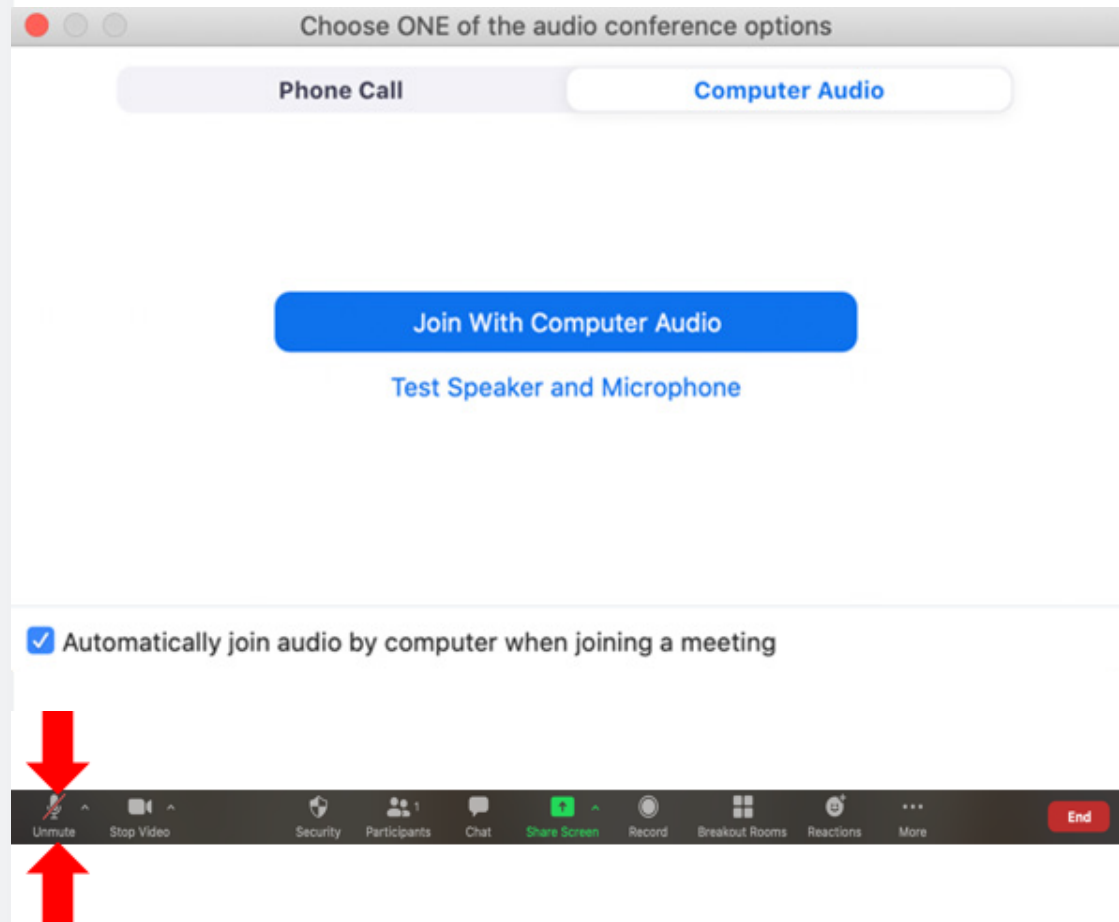 Choose ONE of the audio conference options
Phone Call
Computer Audio
Join With Computer Audio
Test Speaker and Microphone
Automatically join audio by computer when joining a meeting
1
Unmute Stop Video Security Participants Chat Share Screen Record Breakout Rooms Reactions More End